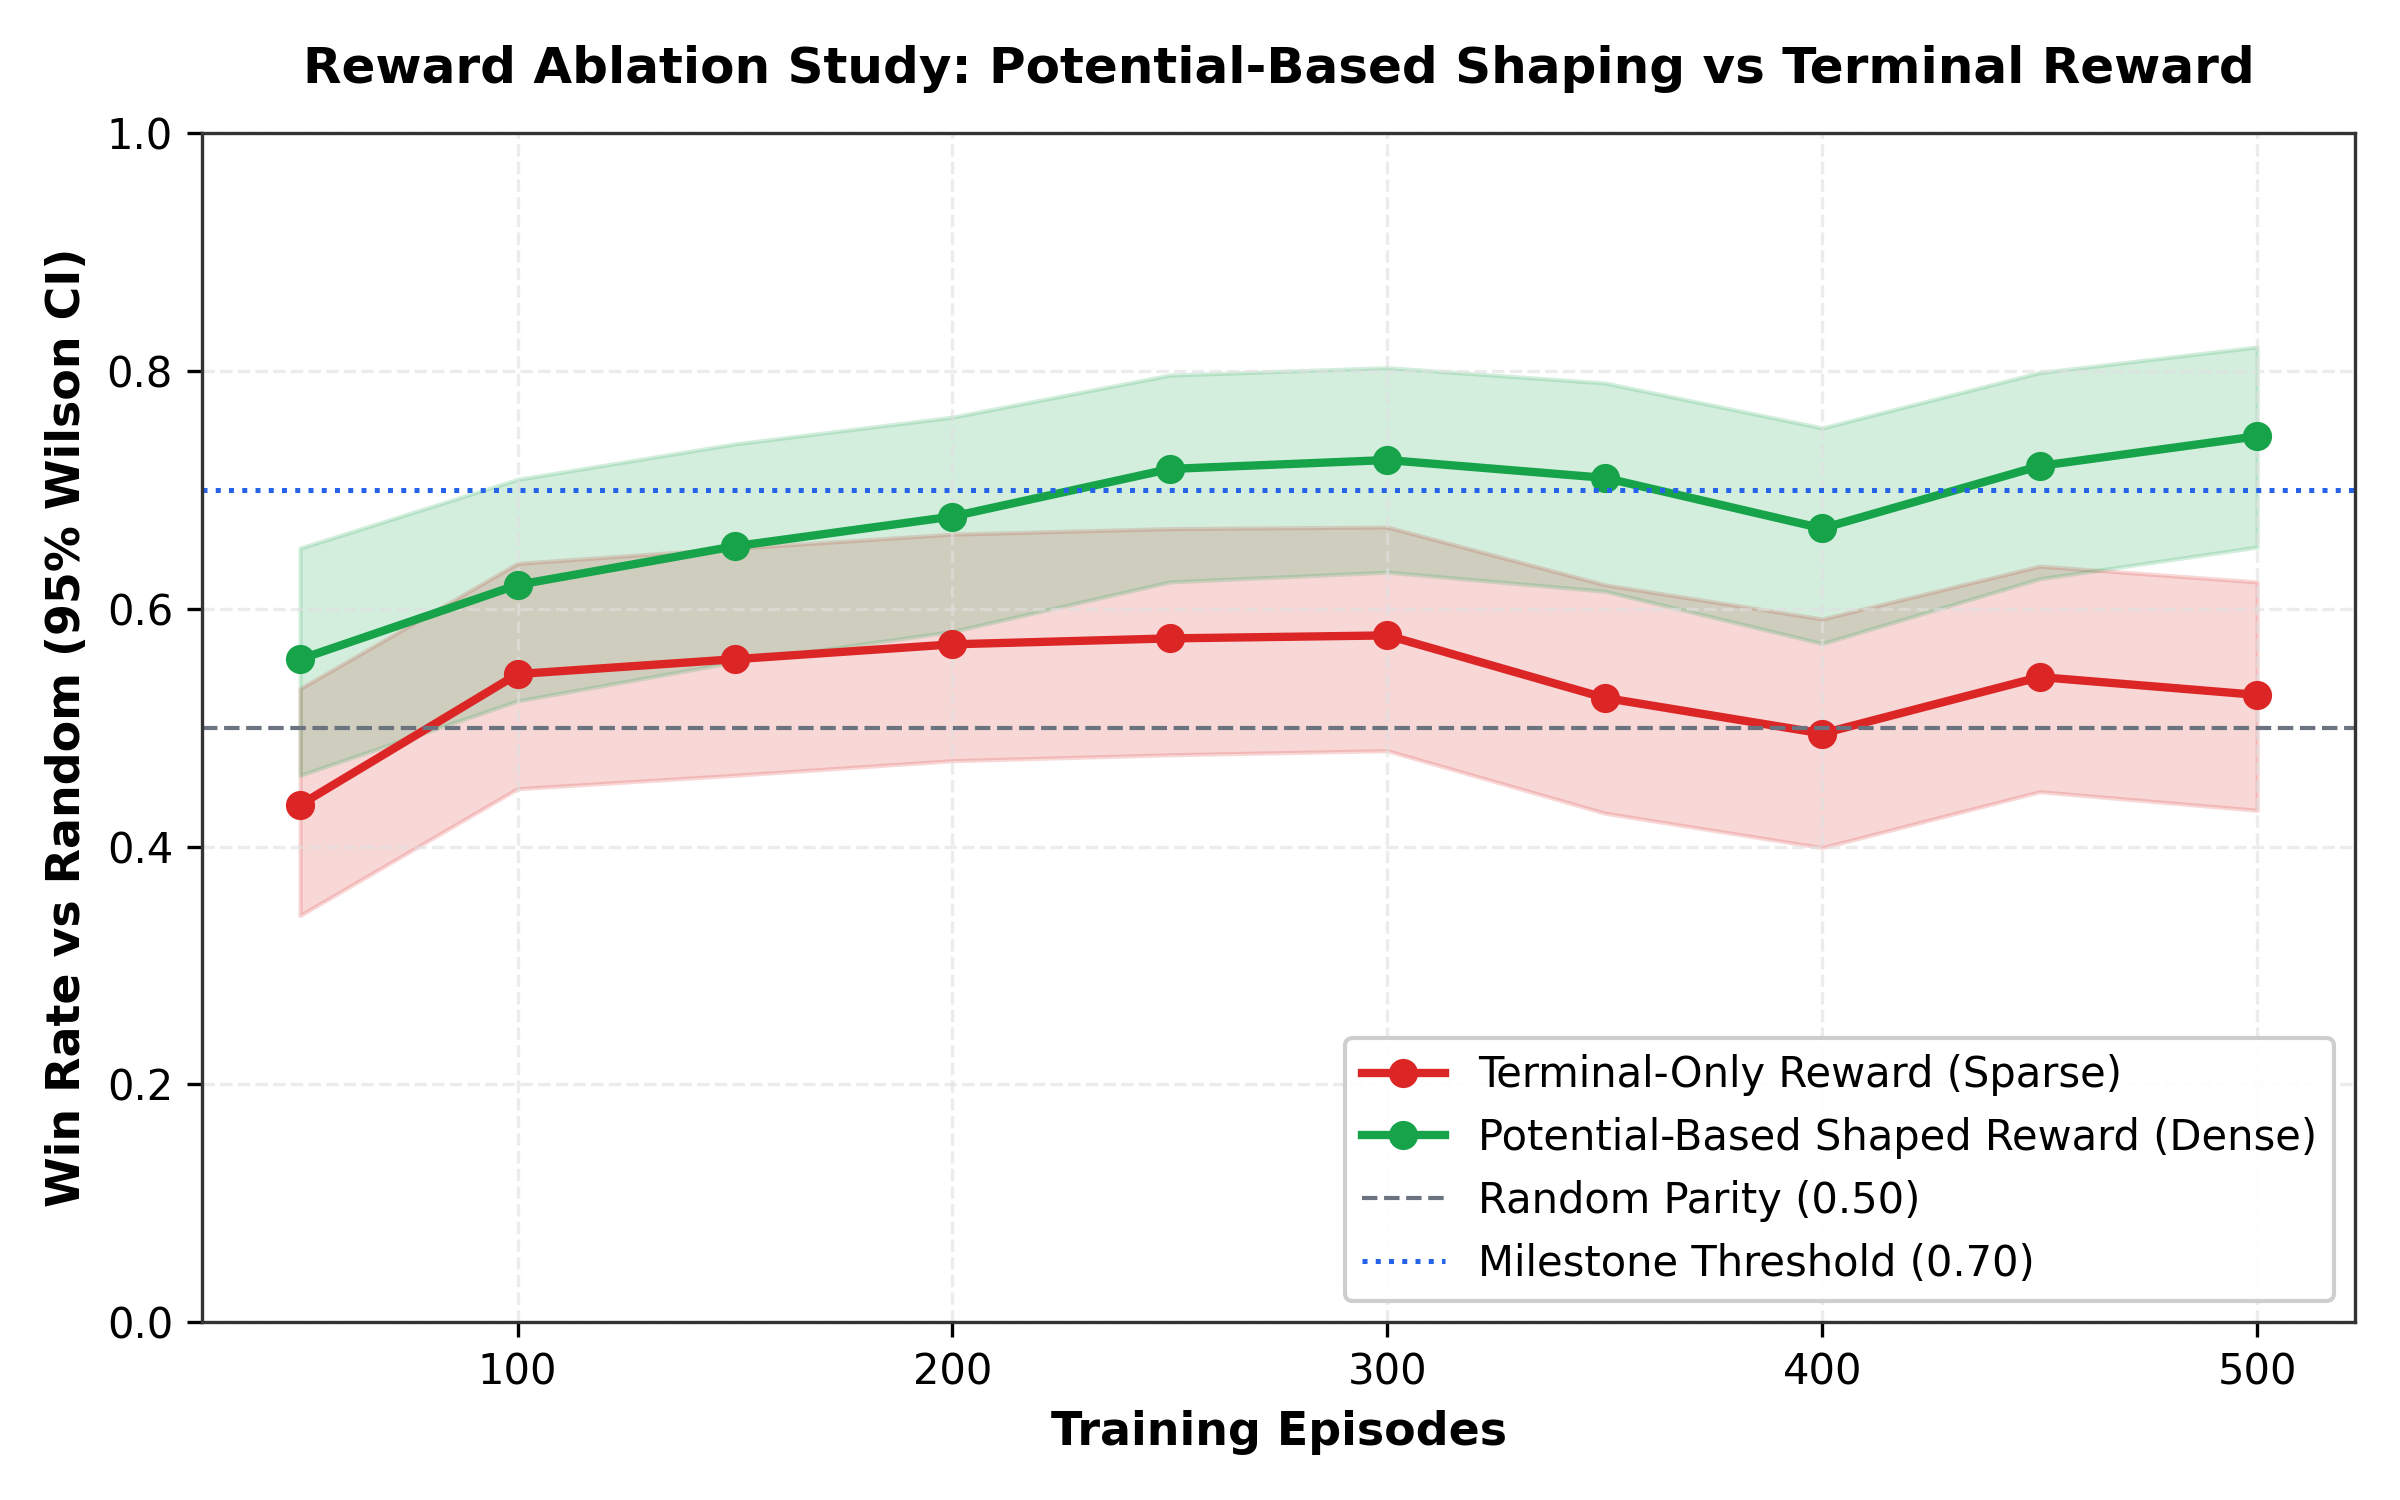 Reward Ablation Study: Potential-Based Shaping vs Terminal Reward
Win Rate vs Random (95% Wilson CI)
1.0
0.8
0.6
0.4
0.2
0.0
100
200
300
400
500
Training Episodes
Terminal-Only Reward (Sparse)
Potential-Based Shaped Reward (Dense)
Random Parity (0.50)
Milestone Threshold (0.70)